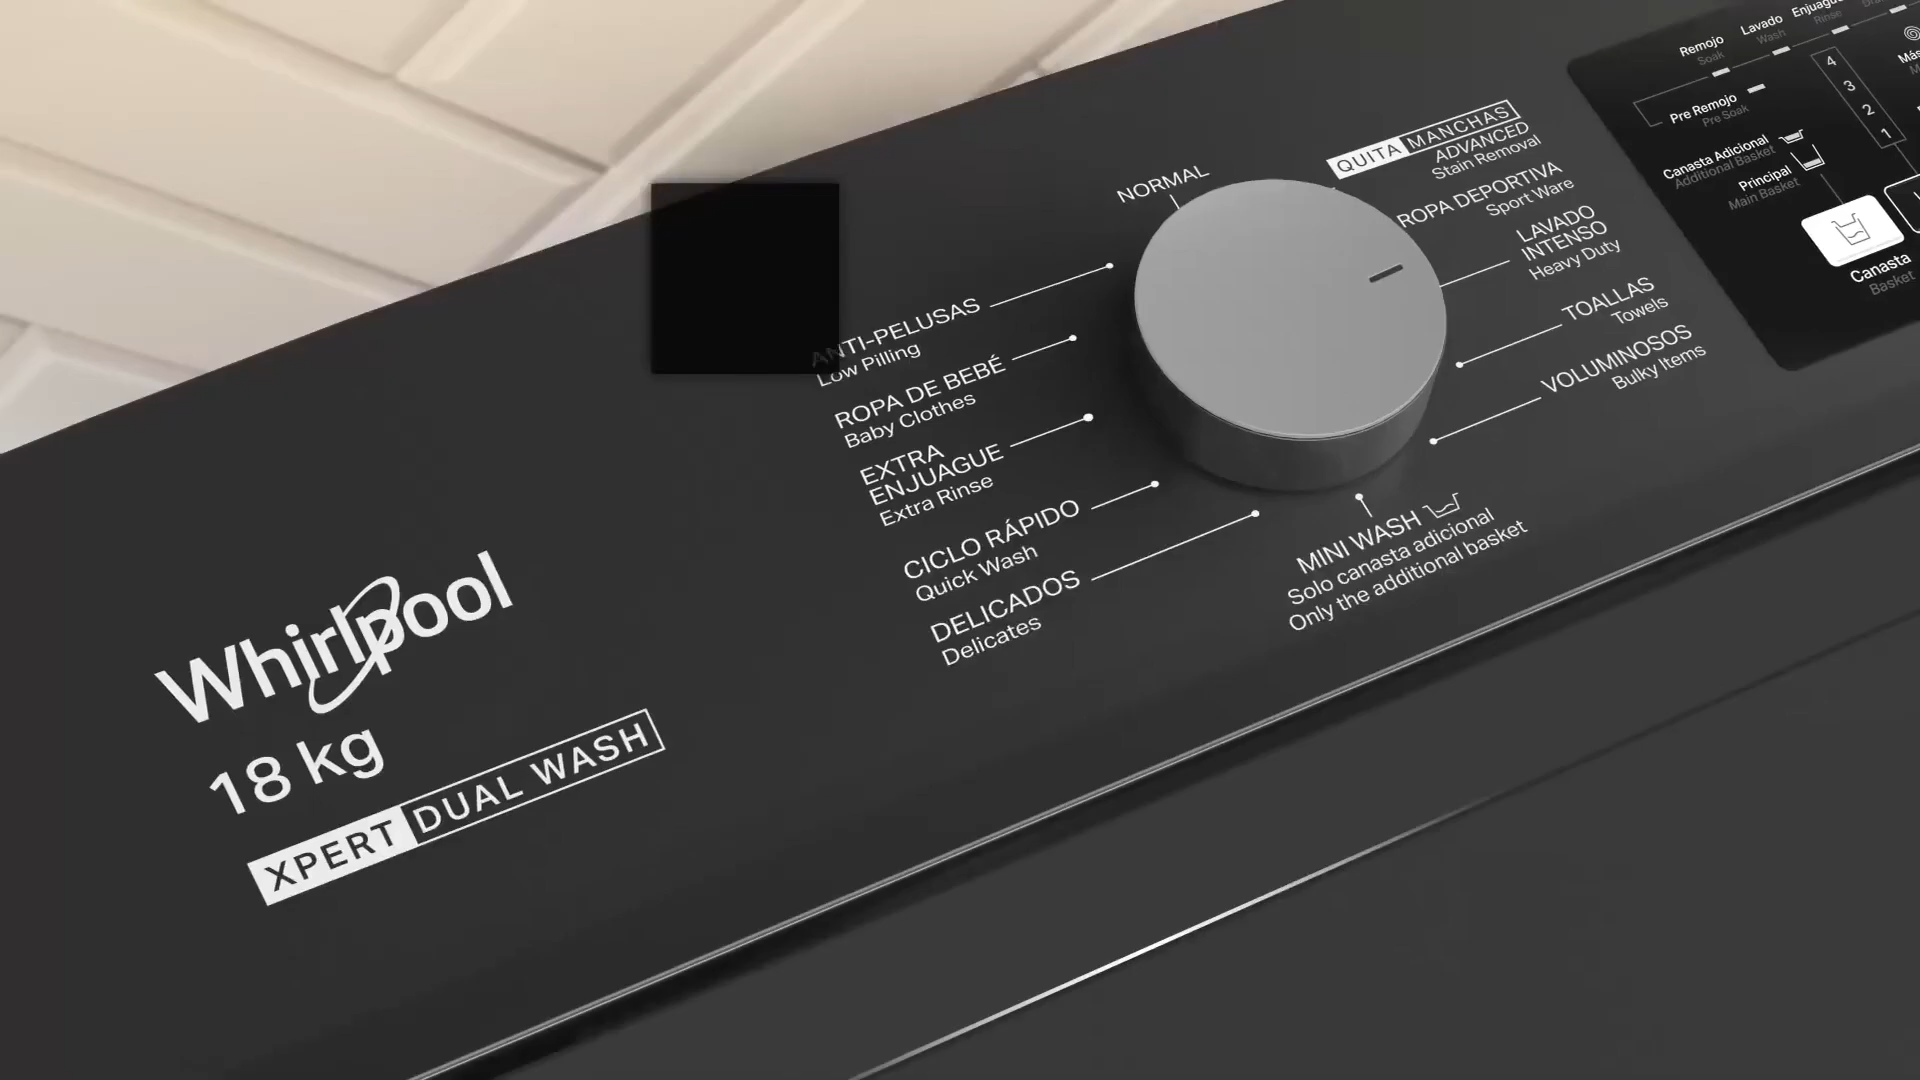 Whirlpool
18 kg
XPERT DUAL WASH
NORMAL
ANTI-PELUSAS
Low Pilling
ROPA DE BEBÉ
Baby Clothes
EXTRA
ENJUAGUE
Extra Rinse
CICLO RÁPIDO
Quick Wash
DELICADOS
Delicates
QUITA MANCHAS
ADVANCED
Stain Removal
ROPA DEPORTIVA
Sport Ware
LAVADO
INTENSO
Heavy Duty
TOALLAS
Towels
VOLUMINOSOS
Bulky Items
MINI WASH
Solo canasta adicional
Only the additional basket
Remojo
Soak
Lavado
Wash
Rinse
Pre Remojo
Pre Soak
Canasta Adicional
Additional Basket
Principal
Main Basket
4
3
2
1
Canasta
Basket